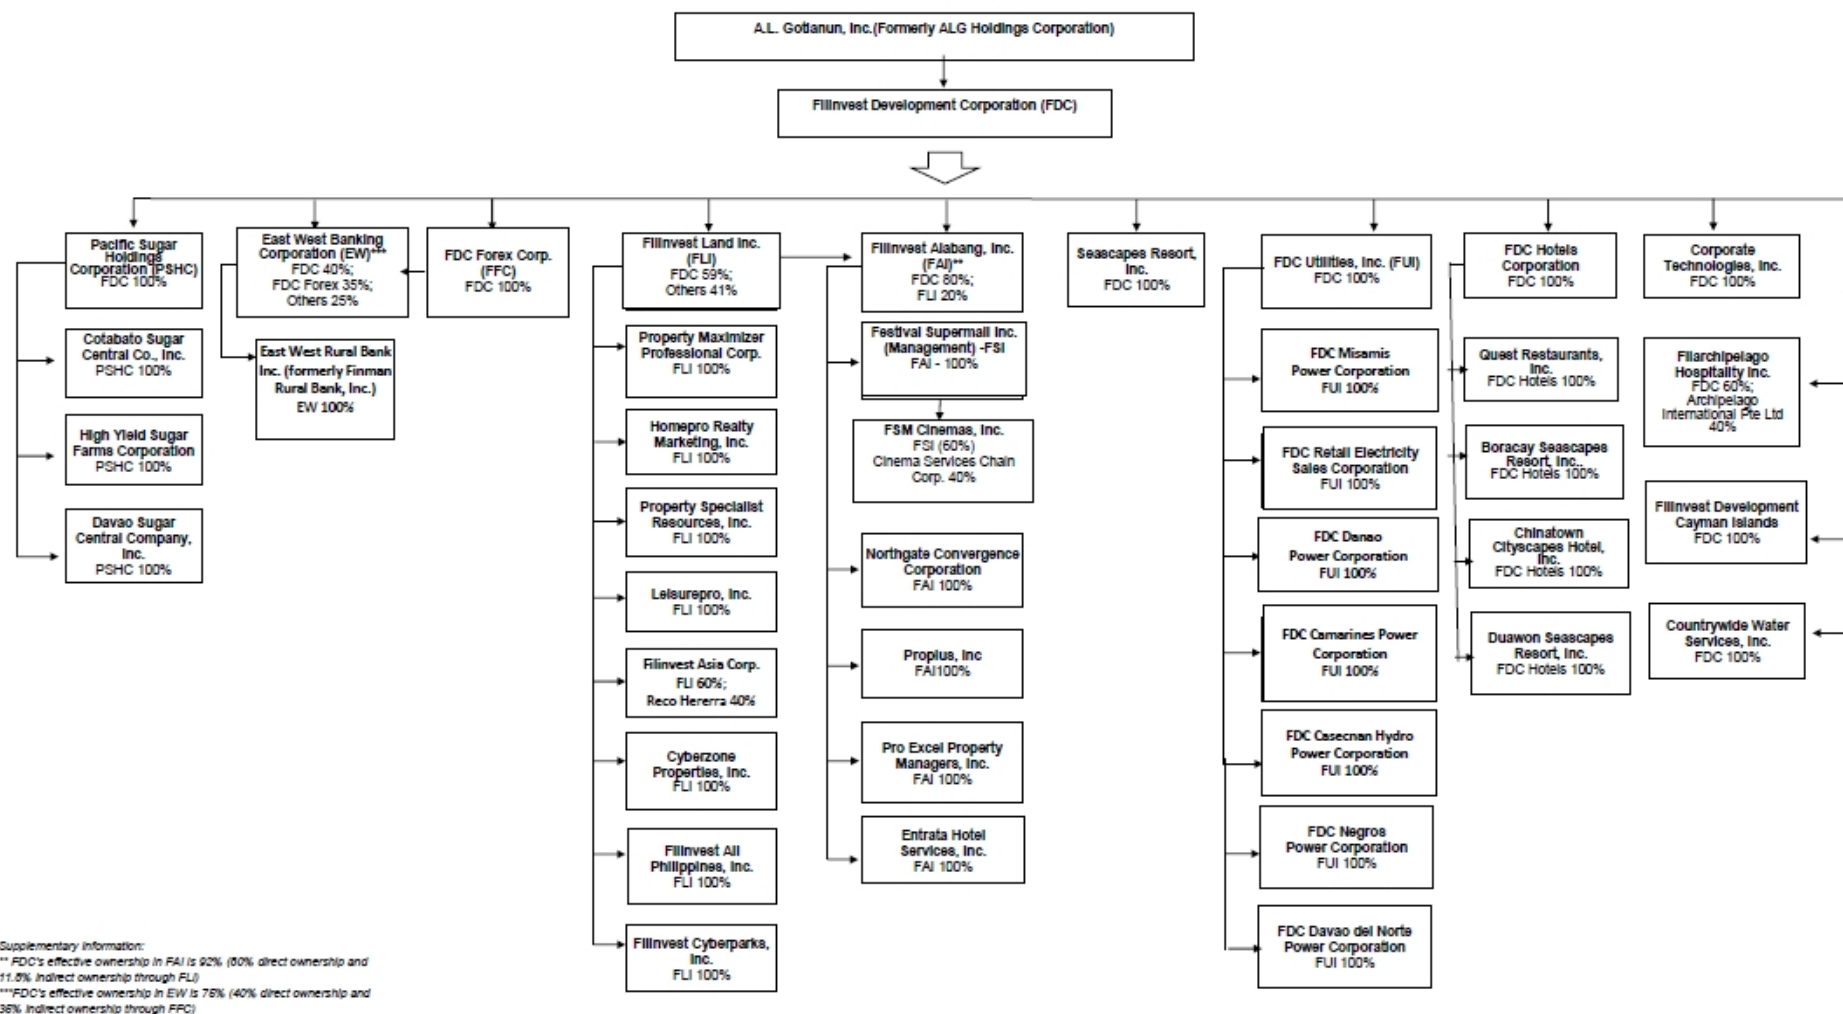 A.L. Gotianun, Inc.(Formerly ALG Holdings Corporation)
Filinvest Development Corporation (FDC)
Pacific Sugar
Holdings
Corporation (PSHC)
FDC 100%
Cotabato Sugar
Central Co., Inc.
PSHC 100%
High Yield Sugar
Farms Corporation
PSHC 100%
Davao Sugar
Central Company,
Inc.
PSHC 100%
East West Banking
Corporation (EW)***
FDC 40%;
FDC Forex 35%;
Others 25%
East West Rural Bank
Inc. (formerly Finman
Rural Bank, Inc.)
EW 100%
FDC Forex Corp.
(FFC)
FDC 100%
Filinvest Land Inc.
(FLI)
FDC 59%;
Others 41%
Property Maximizer
Professional Corp.
FLI 100%
Homepro Realty
Marketing, Inc.
FLI 100%
Property Specialist
Resources, Inc.
FLI 100%
Leisurepro, Inc.
FLI 100%
Filinvest Asia Corp.
FLI 60%;
Reco Hererra 40%
Cyberzone
Properties, Inc.
FLI 100%
Filinvest All
Philippines, Inc.
FLI 100%
Filinvest Cyberparks,
Inc.
FLI 100%
Filinvest Alabang, Inc.
(FAI)**
FDC 80%;
FLI 20%
Festival Supermall Inc.
(Management) -FSI
FAI - 100%
FSM Cinemas, Inc.
FSI (60%)
Cinema Services Chain
Corp. 40%
Northgate Convergence
Corporation
FAI 100%
Proplus, Inc
FAI100%
Pro Excel Property
Managers, Inc.
FAI 100%
Entrata Hotel
Services, Inc.
FAI 100%
Seascapes Resort,
Inc.
FDC 100%
FDC Utilities, Inc. (FUI)
FDC 100%
FDC Misamis
Power Corporation
FUI 100%
FDC Retail Electricity
Sales Corporation
FUI 100%
FDC Danao
Power Corporation
FUI 100%
FDC Camarines Power
Corporation
FUI 100%
FDC Casecnan Hydro
Power Corporation
FUI 100%
FDC Negros
Power Corporation
FUI 100%
FDC Davao del Norte
Power Corporation
FUI 100%
FDC Hotels
Corporation
FDC 100%
Quest Restaurants,
Inc.
FDC Hotels 100%
Boracay Seascapes
Resort, Inc..
FDC Hotels 100%
Chinatown
Cityscapes Hotel,
Inc.
FDC Hotels 100%
Duawon Seascapes
Resort, Inc.
FDC Hotels 100%
Corporate
Technologies, Inc.
FDC 100%
Filarchipelago
Hospitality Inc.
FDC 60%;
Archipelago
International Pte Ltd
40%
Filinvest Development
Cayman Islands
FDC 100%
Countrywide Water
Services, Inc.
FDC 100%
Supplementary Information:
** FDC's effective ownership in FAI is 92% (80% direct ownership and
11.8% indirect ownership through FLI)
***FDC's effective ownership in EW is 75% (40% direct ownership and
35% indirect ownership through FFC)